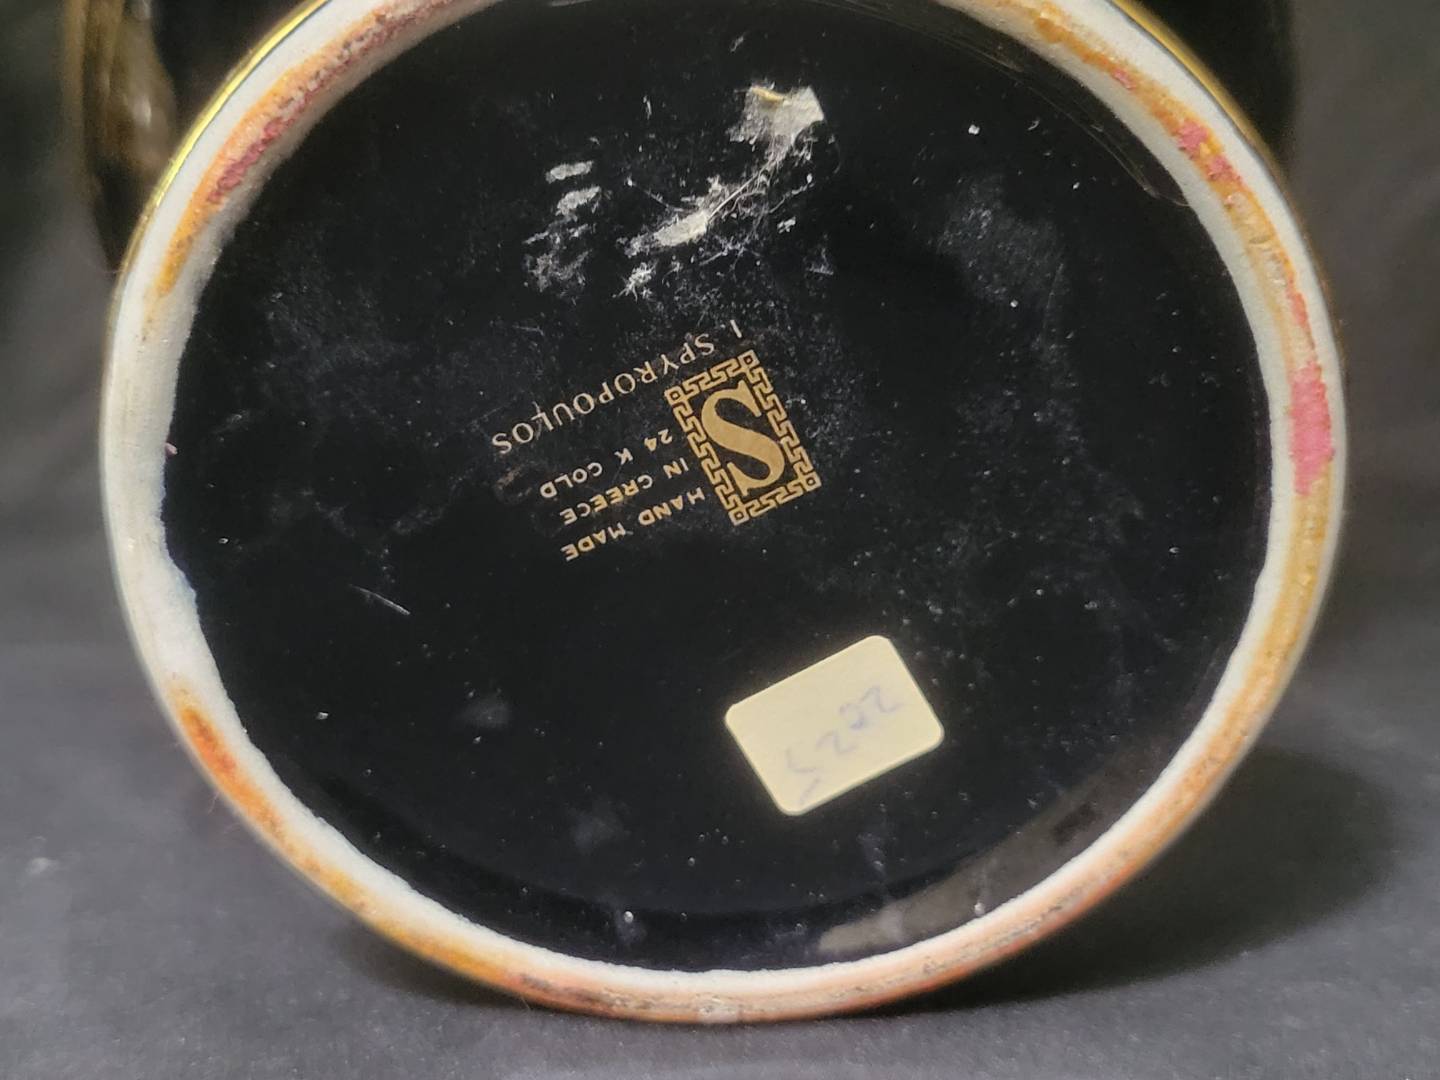 S
HAND MADE
IN GREECE
24 K GOLD
I SPYROPOULOS